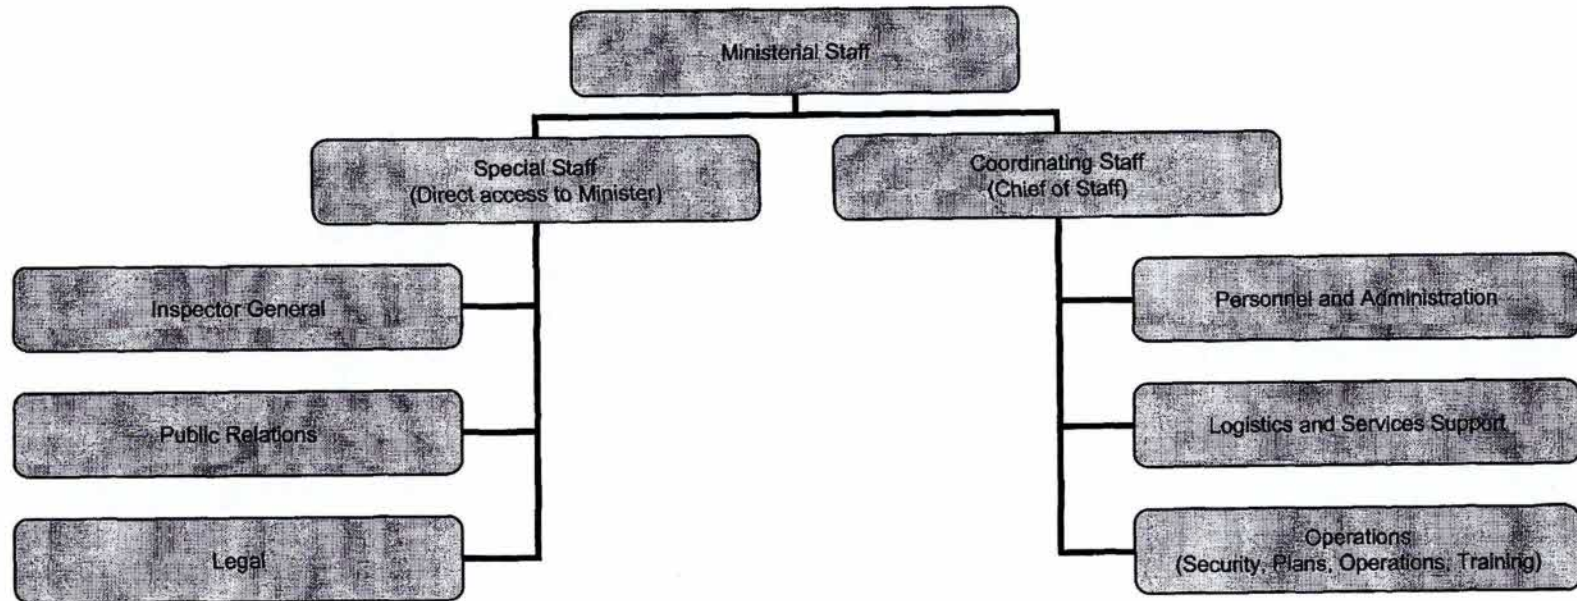 Ministerial Staff
Special Staff
(Direct access to Minister)
Coordinating Staff
(Chief of Staff)
Inspector General
Public Relations
Legal
Personnel and Administration
Logistics and Services Support
Operations
(Security, Plans, Operations, Training)